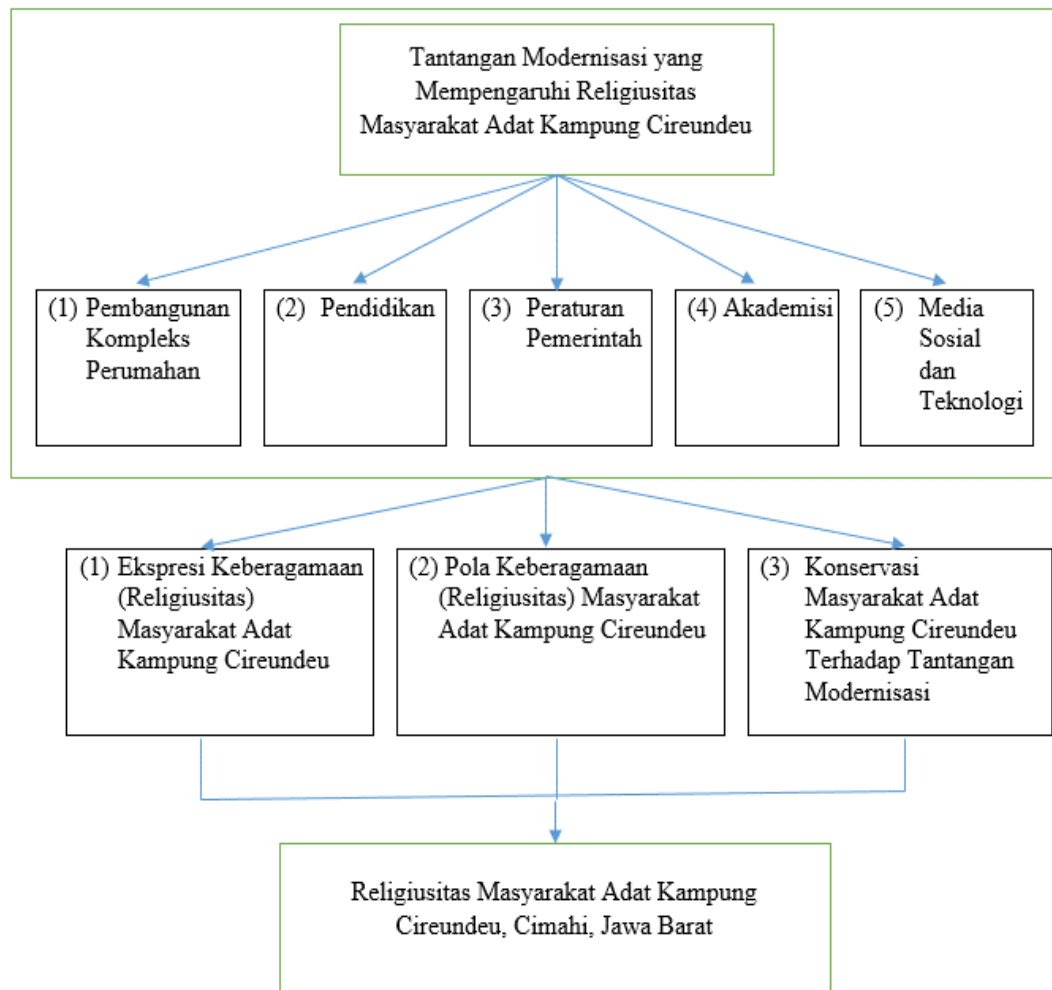 Tantangan Modernisasi yang
Mempengaruhi Religiusitas
Masyarakat Adat Kampung Cireundeu
(1) Pembangunan
Kompleks
Perumahan
(2) Pendidikan
(3) Peraturan
Pemerintah
(4) Akademisi
(5) Media
Sosial
dan
Teknologi
(1) Ekspresi Keberagamaan
(Religiusitas)
Masyarakat Adat
Kampung Cireundeu
(2) Pola Keberagamaan
(Religiusitas) Masyarakat
Adat Kampung Cireundeu
(3) Konservasi
Masyarakat Adat
Kampung Cireundeu
Terhadap Tantangan
Modernisasi
Religiusitas Masyarakat Adat Kampung
Cireundeu, Cimahi, Jawa Barat